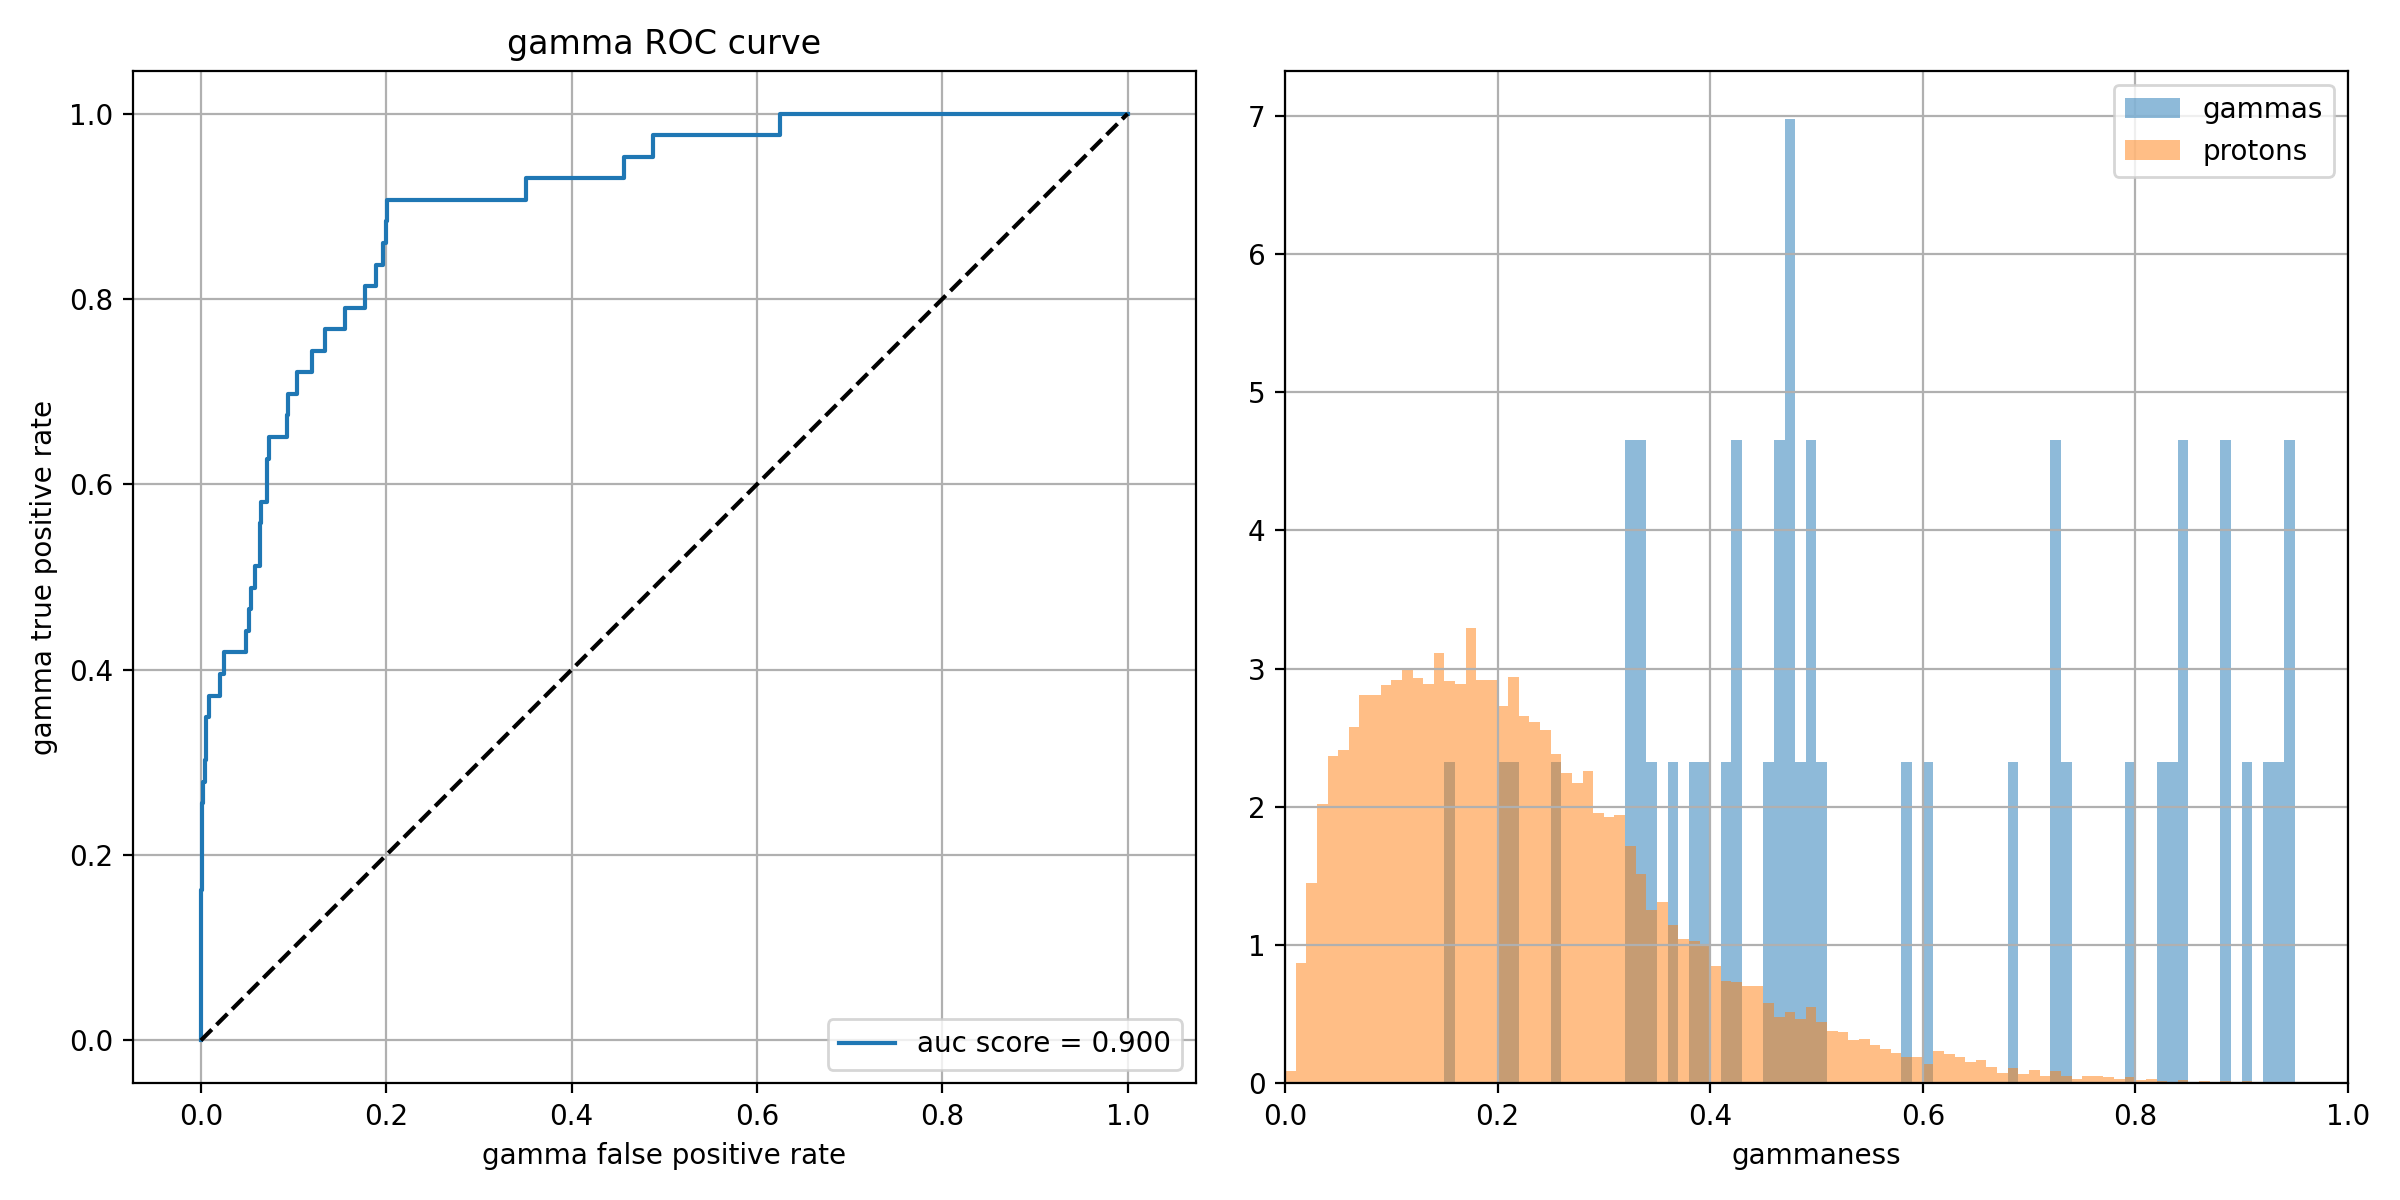 gamma ROC curve
1.0
0.8
0.6
0.4
0.2
0.0
gamma true positive rate
0.0 0.2 0.4 0.6 0.8 1.0
gamma false positive rate
auc score = 0.900
7
6
5
4
3
2
1
0
gammas
protons
0.0 0.2 0.4 0.6 0.8 1.0
gammaness